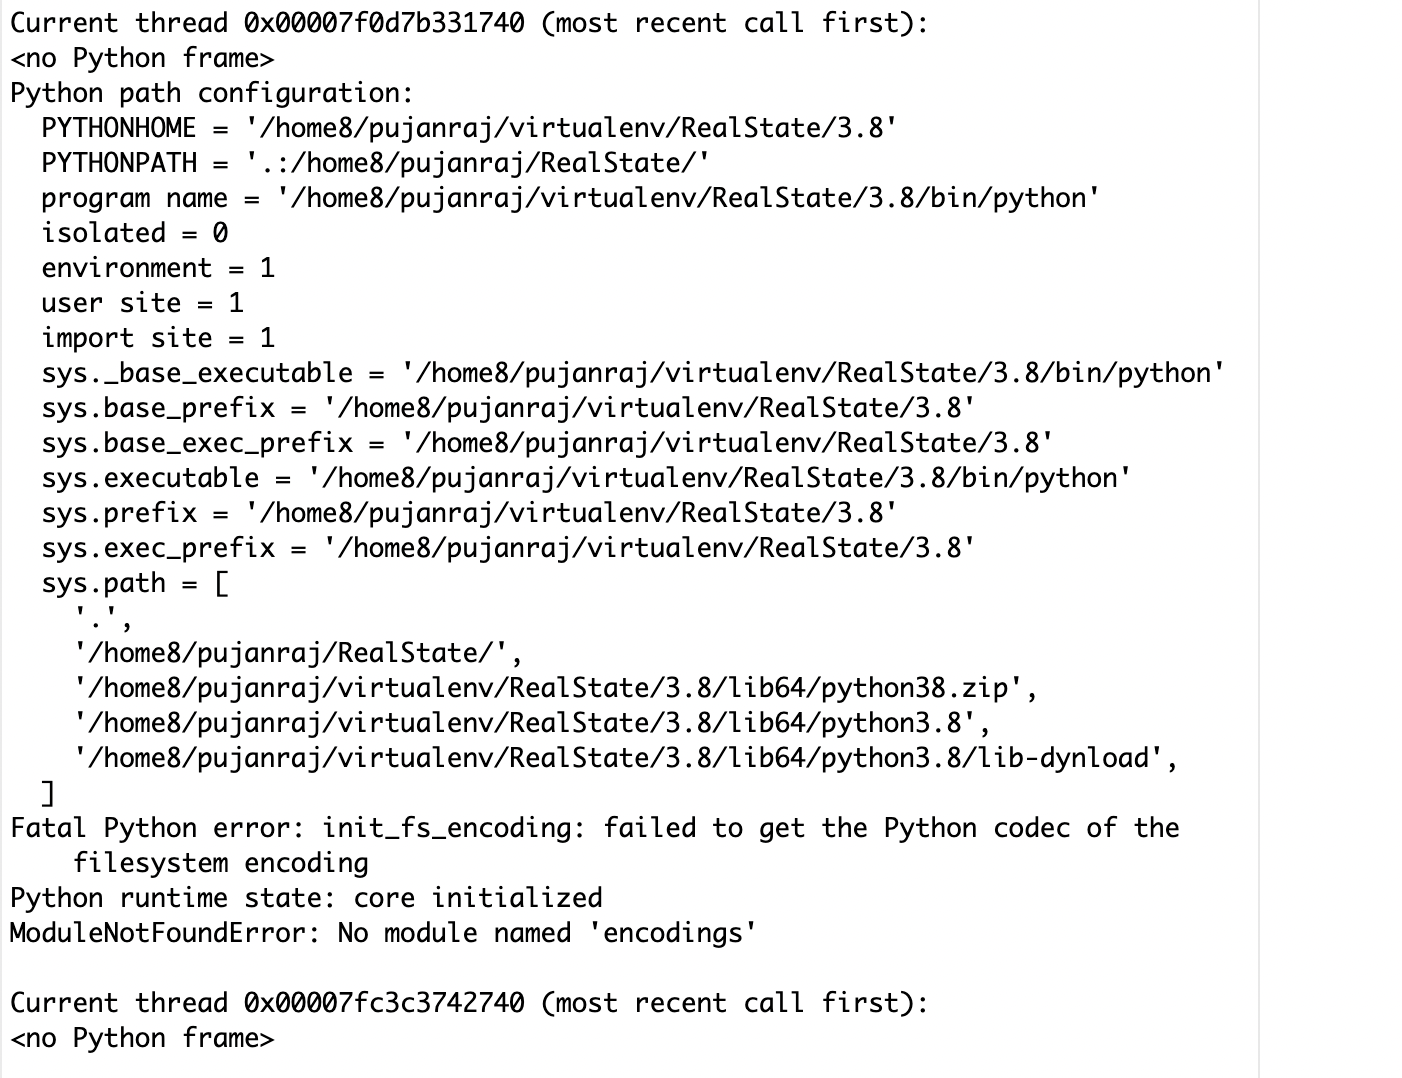 Current thread 0x00007f0d7b331740 (most recent call first):
<no Python frame>
Python path configuration:
  PYTHONHOME = '/home8/pujanraj/virtualenv/RealState/3.8'
  PYTHONPATH = '.:/home8/pujanraj/RealState/'
  program name = '/home8/pujanraj/virtualenv/RealState/3.8/bin/python'
  isolated = 0
  environment = 1
  user site = 1
  import site = 1
  sys._base_executable = '/home8/pujanraj/virtualenv/RealState/3.8/bin/python'
  sys.base_prefix = '/home8/pujanraj/virtualenv/RealState/3.8'
  sys.base_exec_prefix = '/home8/pujanraj/virtualenv/RealState/3.8'
  sys.executable = '/home8/pujanraj/virtualenv/RealState/3.8/bin/python'
  sys.prefix = '/home8/pujanraj/virtualenv/RealState/3.8'
  sys.exec_prefix = '/home8/pujanraj/virtualenv/RealState/3.8'
  sys.path = [
    '.',
    '/home8/pujanraj/RealState/',
    '/home8/pujanraj/virtualenv/RealState/3.8/lib64/python38.zip',
    '/home8/pujanraj/virtualenv/RealState/3.8/lib64/python3.8',
    '/home8/pujanraj/virtualenv/RealState/3.8/lib64/python3.8/lib-dynload',
  ]
Fatal Python error: init_fs_encoding: failed to get the Python codec of the
    filesystem encoding
Python runtime state: core initialized
ModuleNotFoundError: No module named 'encodings'

Current thread 0x00007fc3c3742740 (most recent call first):
<no Python frame>